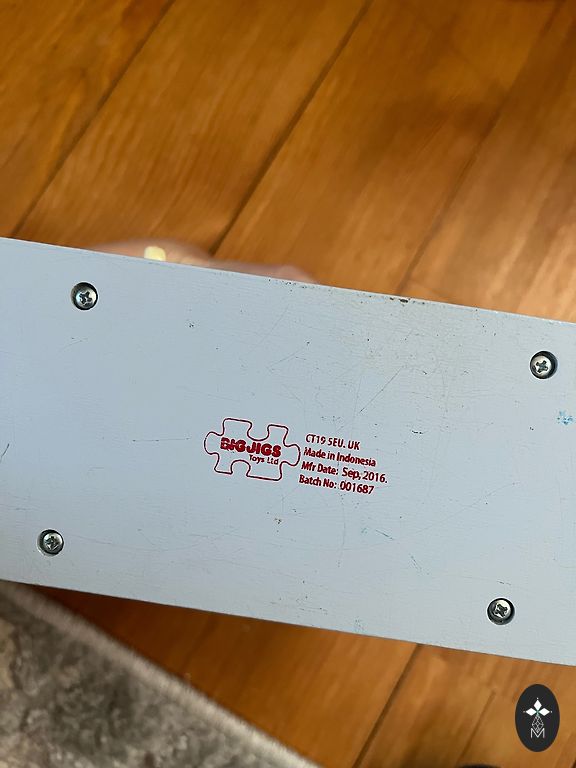 BIGJIGS
Toys Ltd
CT19 5EU. UK
Made in Indonesia
Mfr Date: Sep, 2016.
Batch No: 001687
M